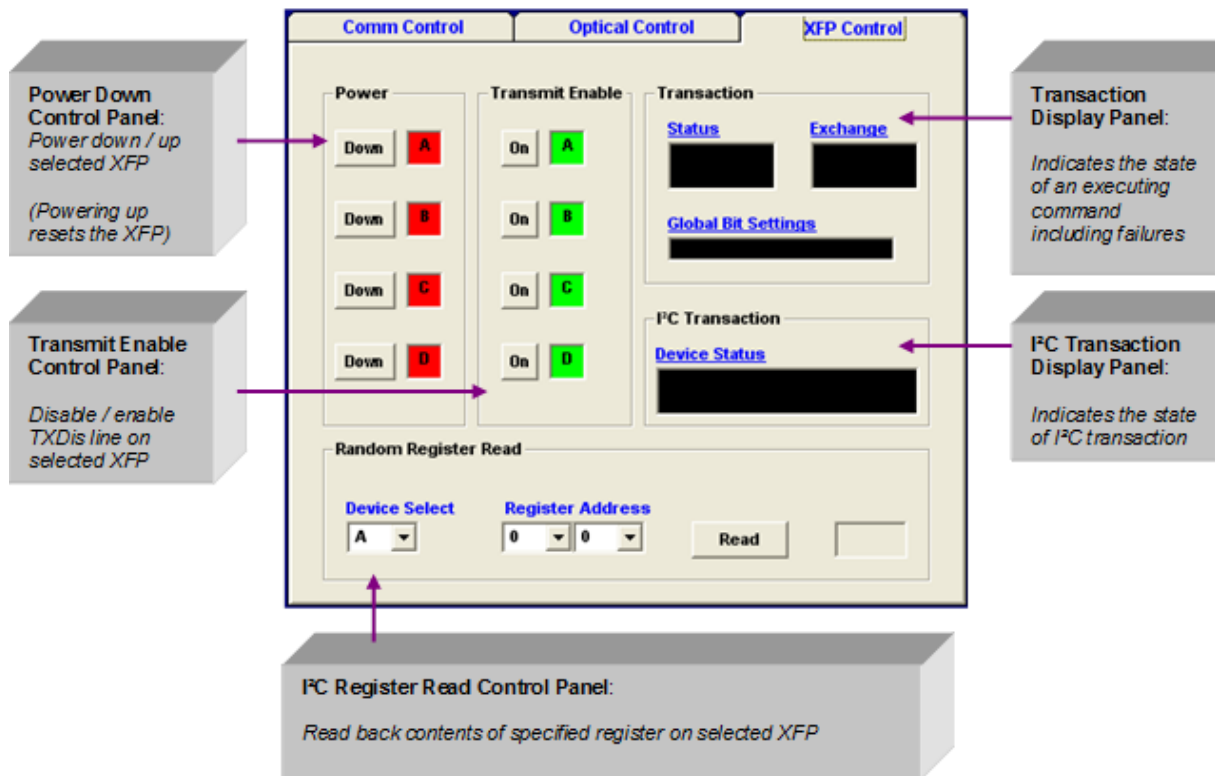 Comm Control
Optical Control
XFP Control
Power Down
Control Panel:
Power down / up
selected XFP
(Powering up
resets the XFP)
Transmit Enable
Control Panel:
Disable / enable
TXDis line on
selected XFP
Power
Down A
Down B
Down C
Down D
Transmit Enable
On A
On B
On C
On D
Transaction
Status Exchange
Global Bit Settings
I²C Transaction
Device Status
Transaction
Display Panel:
Indicates the state
of an executing
command
including failures
I²C Transaction
Display Panel:
Indicates the state
of I²C transaction
Random Register Read
Device Select Register Address
A 0 0 Read
I²C Register Read Control Panel:
Read back contents of specified register on selected XFP